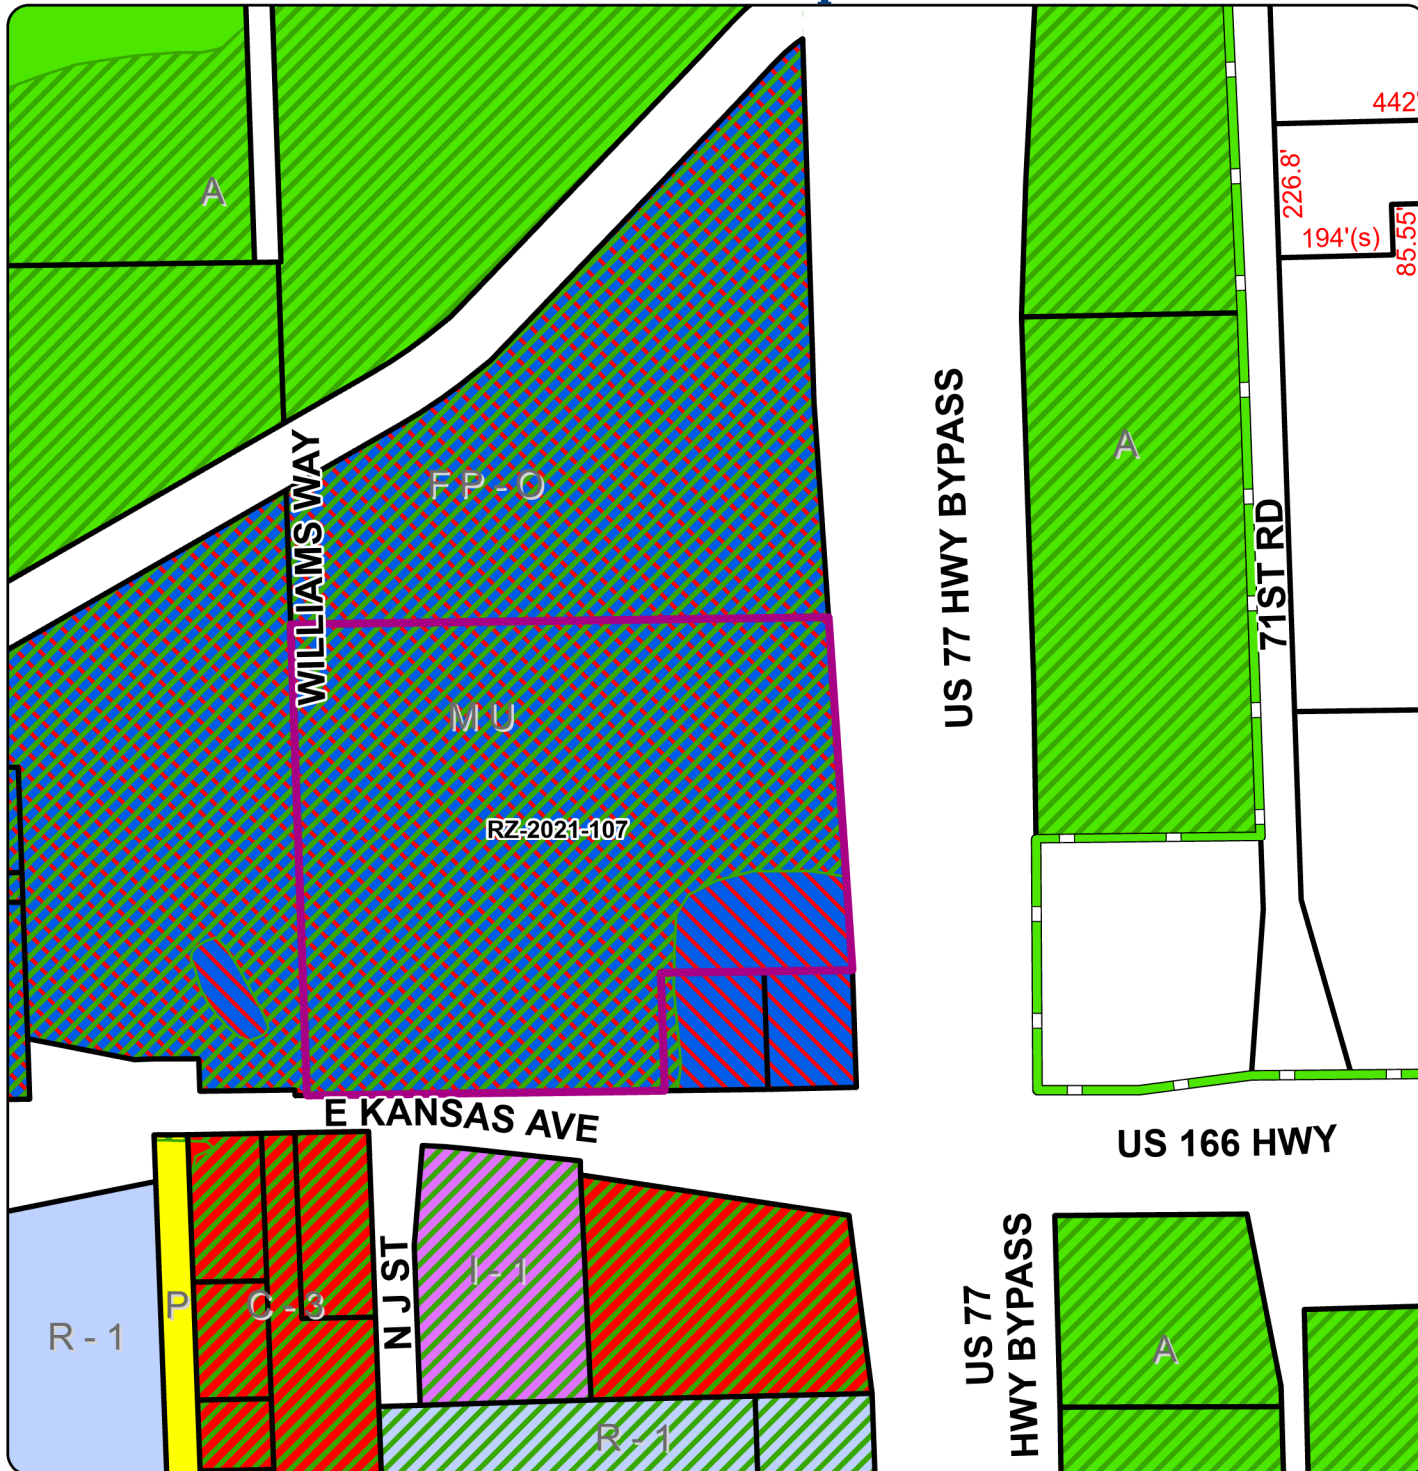 A
442'
226.8'
194'(s)
85.55'
A
FP-O
WILLIAMS WAY
US 77 HWY BYPASS
71ST RD
MU
RZ-2021-107
E KANSAS AVE
US 166 HWY
N J ST
I-1
P
C-3
R-1
US 77
HWY BYPASS
A
R-1